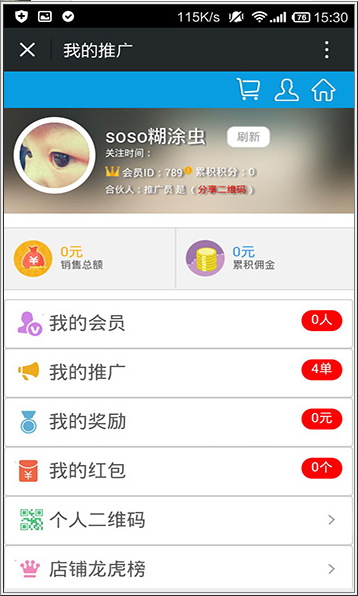 115K/s 76 15:30
我的推广
soso糊涂虫 刷新
关注时间：
会员ID：789 累积积分：0
合伙人：推广员 是（分享二维码）
0元
销售总额
0元
累积佣金
我的会员 0人
我的推广 4单
我的奖励 0元
我的红包 0个
个人二维码
店铺龙虎榜